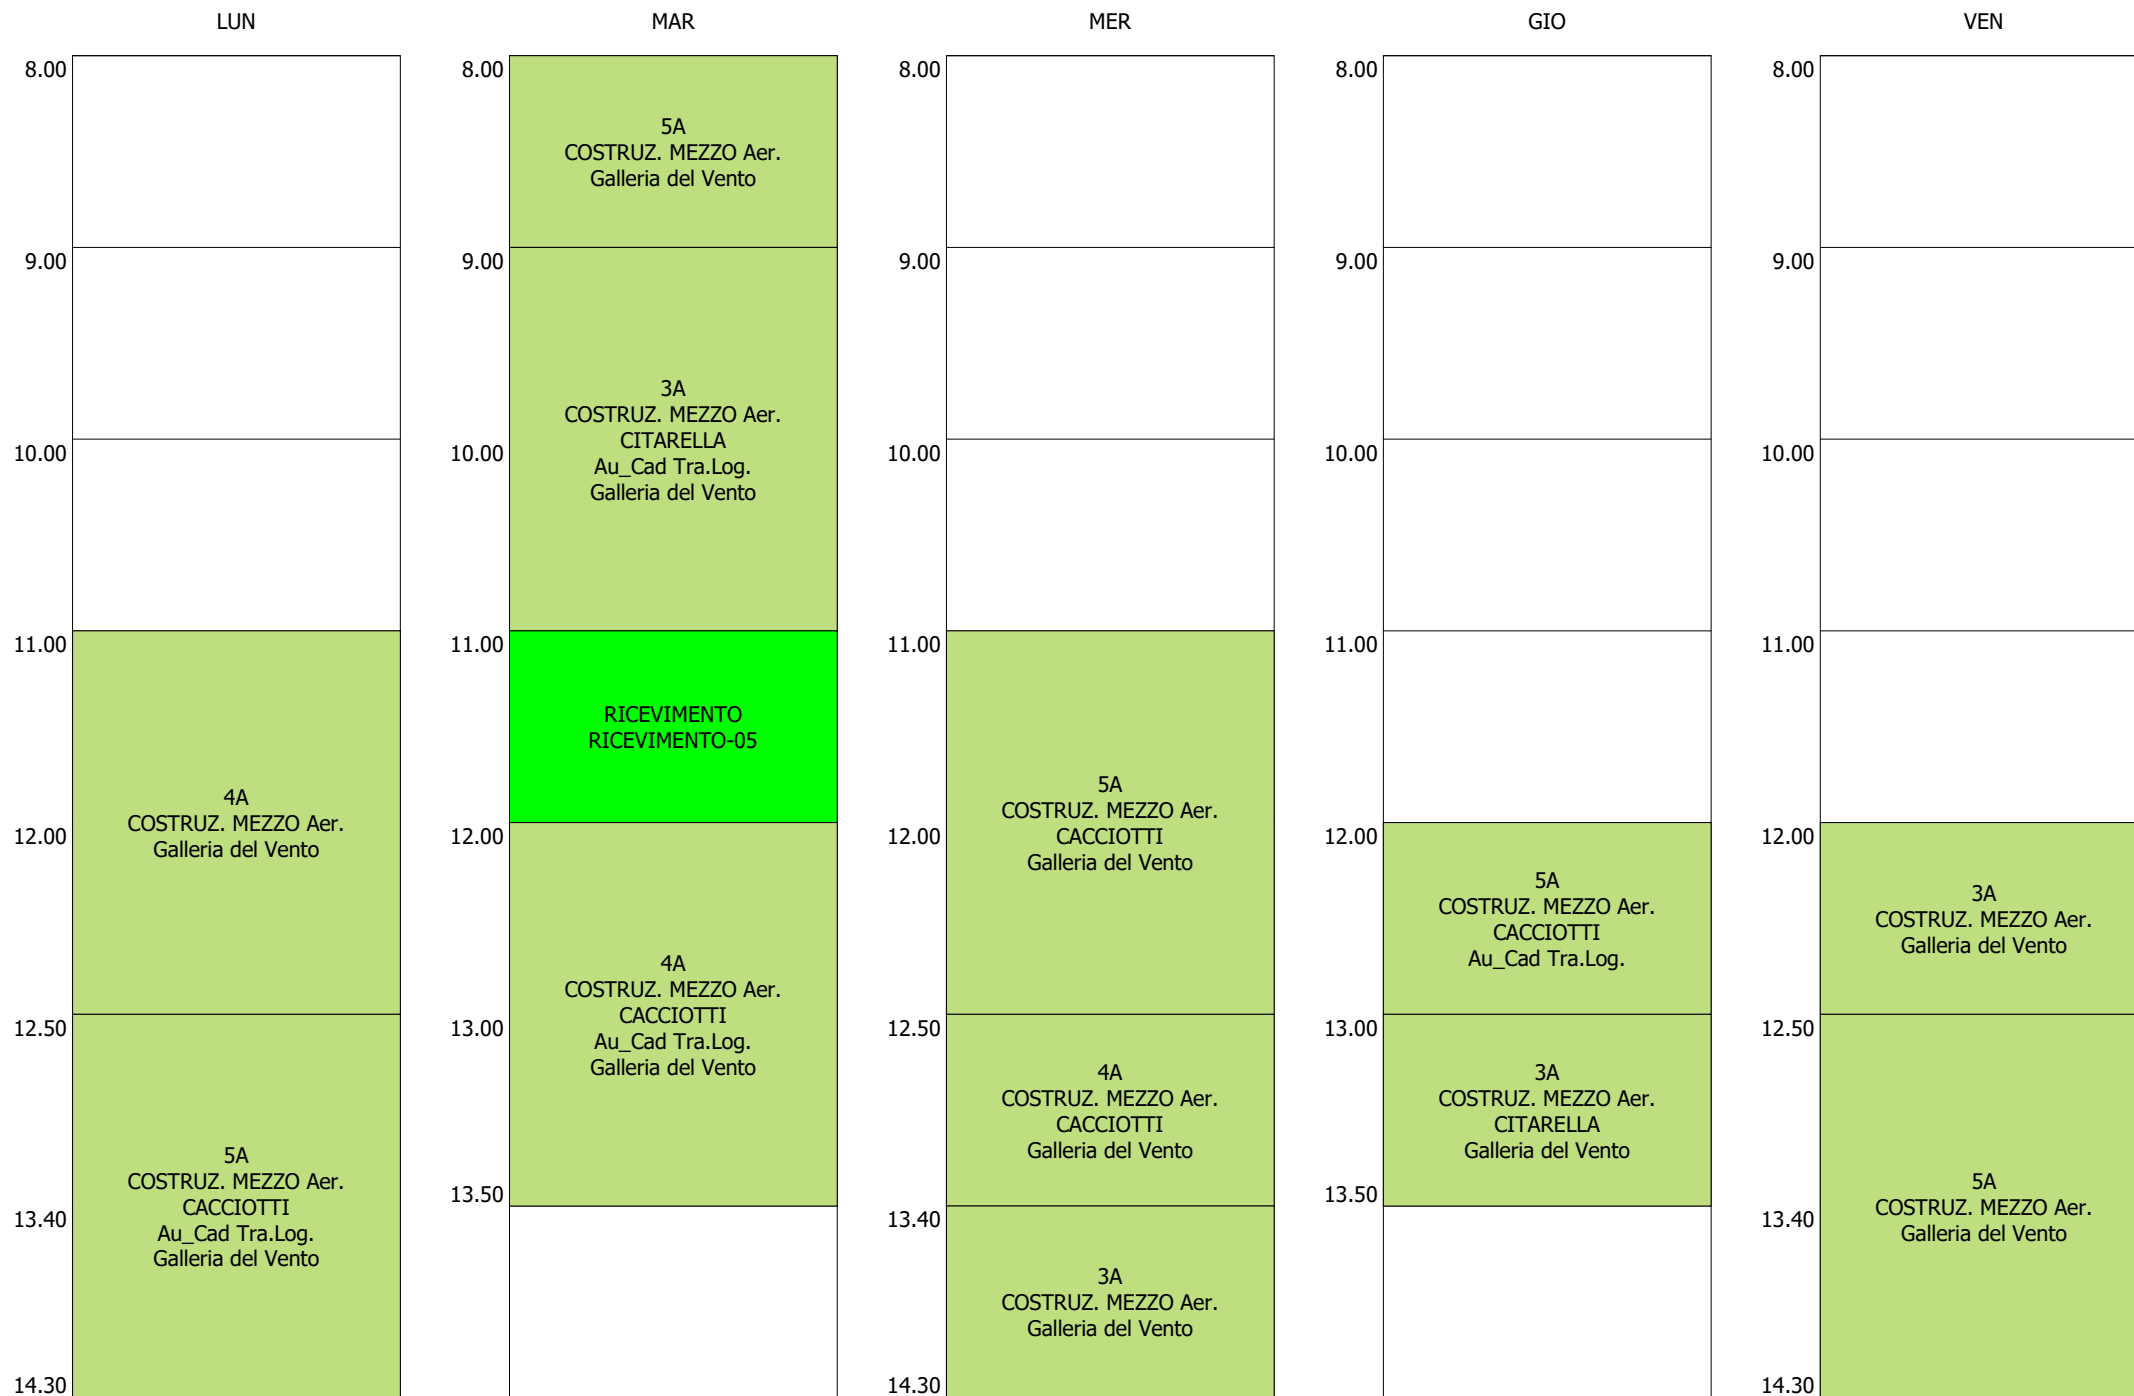 LUN
8.00
9.00
10.00
11.00
4A
COSTRUZ. MEZZO Aer.
Galleria del Vento
12.00
12.50
5A
COSTRUZ. MEZZO Aer.
CACCIOTTI
Au_Cad Tra.Log.
Galleria del Vento
13.40
14.30
MAR
8.00
5A
COSTRUZ. MEZZO Aer.
Galleria del Vento
9.00
3A
COSTRUZ. MEZZO Aer.
CITARELLA
Au_Cad Tra.Log.
Galleria del Vento
10.00
11.00
RICEVIMENTO
RICEVIMENTO-05
12.00
4A
COSTRUZ. MEZZO Aer.
CACCIOTTI
Au_Cad Tra.Log.
Galleria del Vento
13.00
13.50
MER
8.00
9.00
10.00
11.00
5A
COSTRUZ. MEZZO Aer.
CACCIOTTI
Galleria del Vento
12.00
12.50
4A
COSTRUZ. MEZZO Aer.
CACCIOTTI
Galleria del Vento
13.40
3A
COSTRUZ. MEZZO Aer.
Galleria del Vento
14.30
GIO
8.00
9.00
10.00
11.00
12.00
5A
COSTRUZ. MEZZO Aer.
CACCIOTTI
Au_Cad Tra.Log.
13.00
3A
COSTRUZ. MEZZO Aer.
CITARELLA
Galleria del Vento
13.50
VEN
8.00
9.00
10.00
11.00
12.00
3A
COSTRUZ. MEZZO Aer.
Galleria del Vento
12.50
5A
COSTRUZ. MEZZO Aer.
Galleria del Vento
13.40
14.30